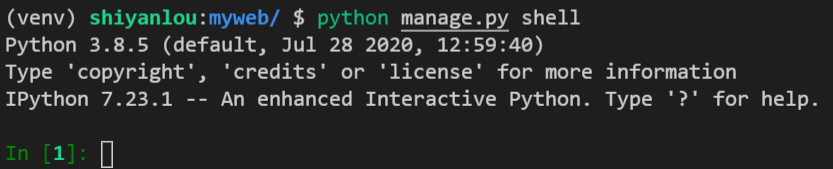 (venv) shiyanlou:myweb/ $ python manage.py shell
Python 3.8.5 (default, Jul 28 2020, 12:59:40)
Type 'copyright', 'credits' or 'license' for more information
IPython 7.23.1 -- An enhanced Interactive Python. Type '?' for help.
In [1]: